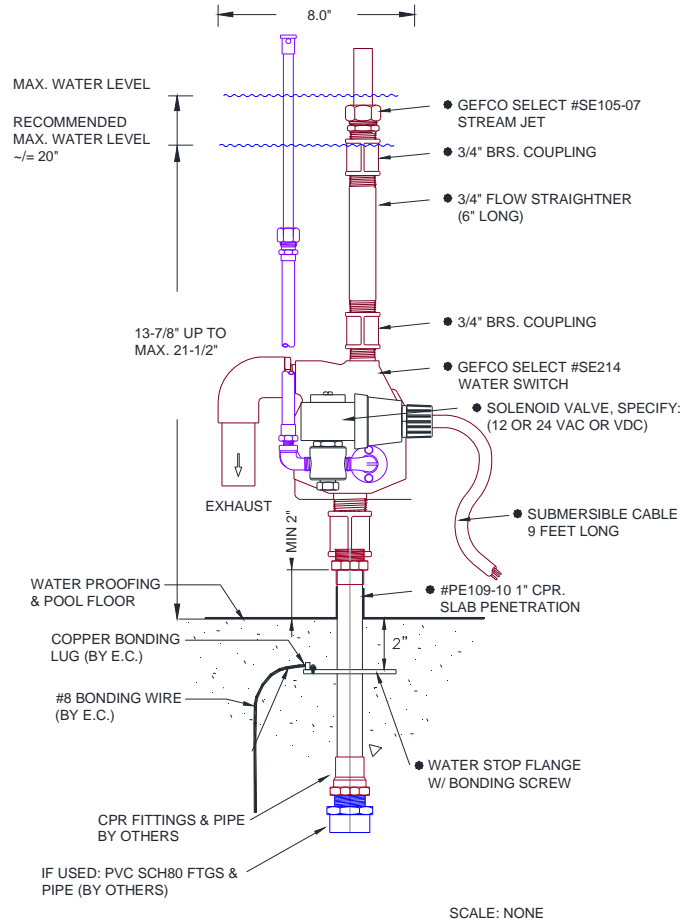 8.0"
MAX. WATER LEVEL
RECOMMENDED
MAX. WATER LEVEL
~/= 20"
● GEFCO SELECT #SE105-07
STREAM JET
● 3/4" BRS. COUPLING
● 3/4" FLOW STRAIGHTNER
(6" LONG)
13-7/8" UP TO
MAX. 21-1/2"
● 3/4" BRS. COUPLING
● GEFCO SELECT #SE214
WATER SWITCH
● SOLENOID VALVE, SPECIFY:
(12 OR 24 VAC OR VDC)
EXHAUST
MIN 2"
● SUBMERSIBLE CABLE
9 FEET LONG
WATER PROOFING
& POOL FLOOR
● #PE109-10 1" CPR.
SLAB PENETRATION
COPPER BONDING
LUG (BY E.C.)
2"
#8 BONDING WIRE
(BY E.C.)
● WATER STOP FLANGE
W/ BONDING SCREW
CPR FITTINGS & PIPE
BY OTHERS
IF USED: PVC SCH80 FTGS &
PIPE (BY OTHERS)
SCALE: NONE